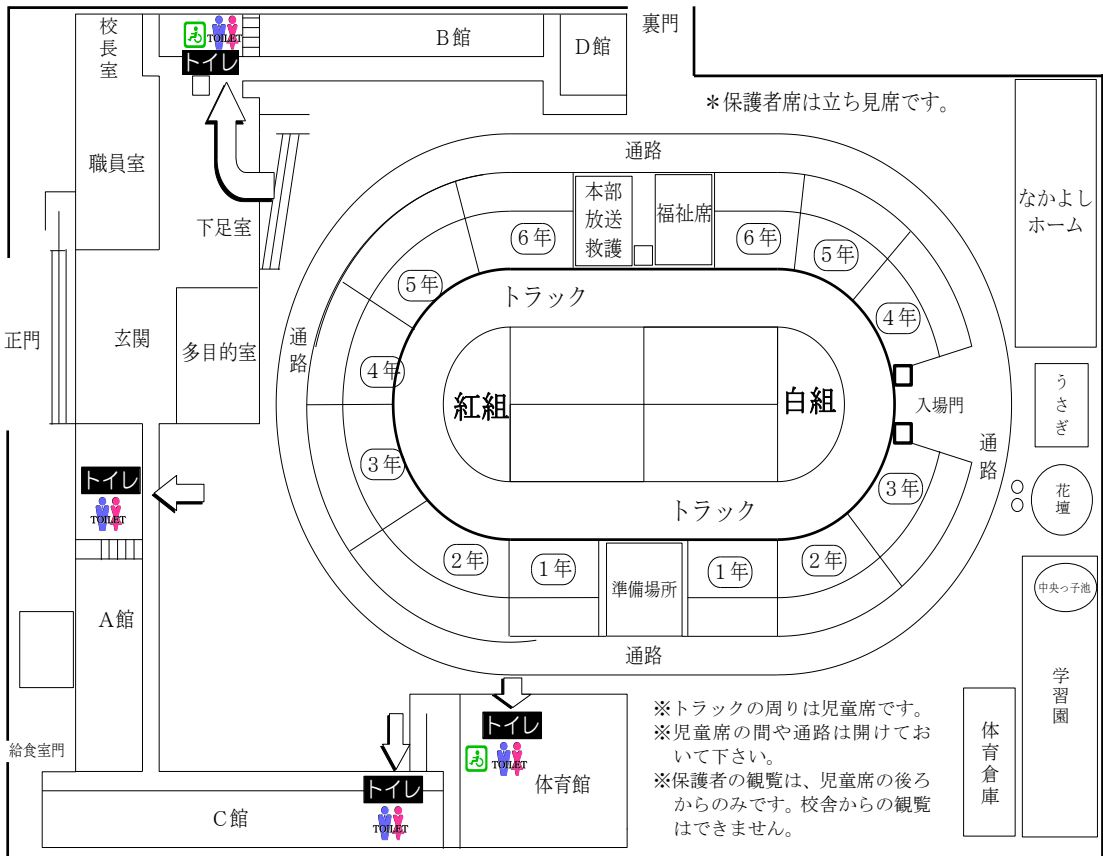 裏門
校長室
TOILET
トイレ
B館
D館
＊保護者席は立ち見席です。
通路
職員室
本部
放送
救護
福祉席
なかよし
ホーム
下足室
６年
６年
５年
５年
トラック
４年
正門
玄関
多目的室
通路
４年
紅組
白組
入場門
うさぎ
通路
３年
トイレ
TOILET
３年
花壇
トラック
２年
１年
準備場所
１年
２年
中央っ子池
A館
通路
学習園
給食室門
トイレ
TOILET
体育館
トイレ
TOILET
C館
※トラックの周りは児童席です。
※児童席の間や通路は開けてお
いて下さい。
※保護者の観覧は、児童席の後ろ
からのみです。校舎からの観覧
はできません。
体育倉庫